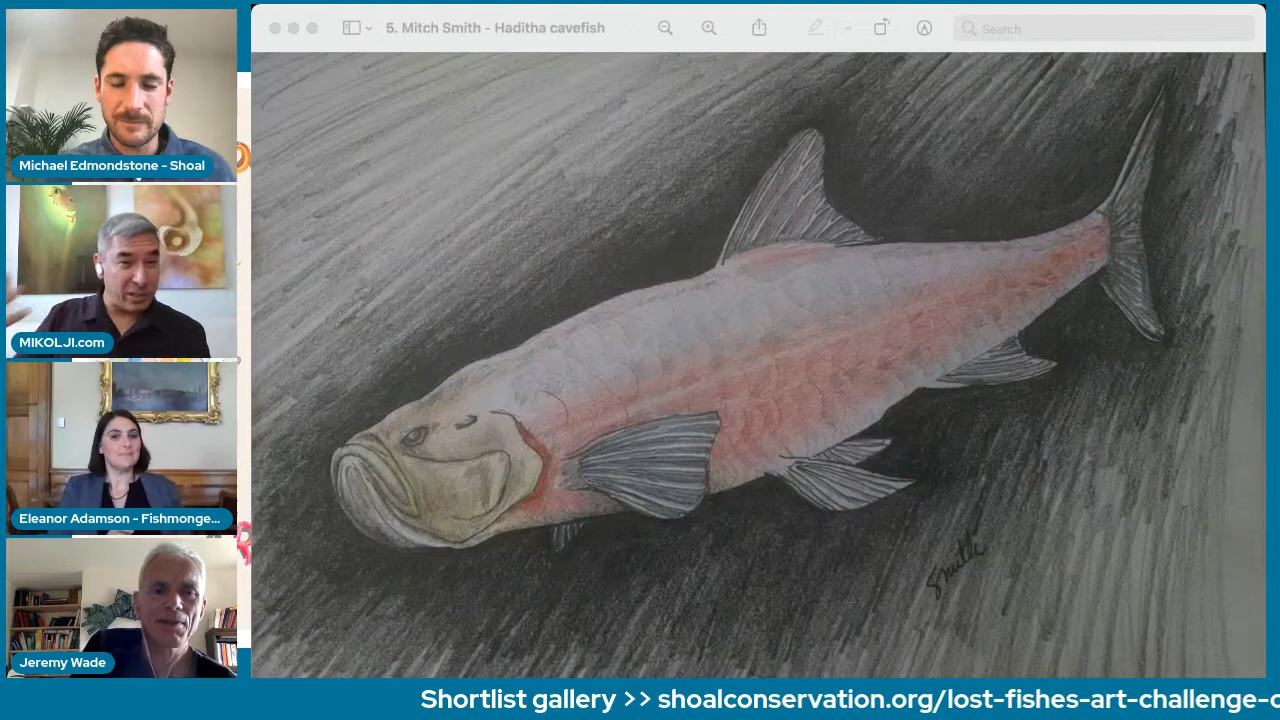 5. Mitch Smith - Haditha cavefish
Search
Michael Edmondstone - Shoal
MIKOLJI.com
Eleanor Adamson - Fishmonge...
Jeremy Wade
Smith
Shortlist gallery >> shoalconservation.org/lost-fishes-art-challenge-